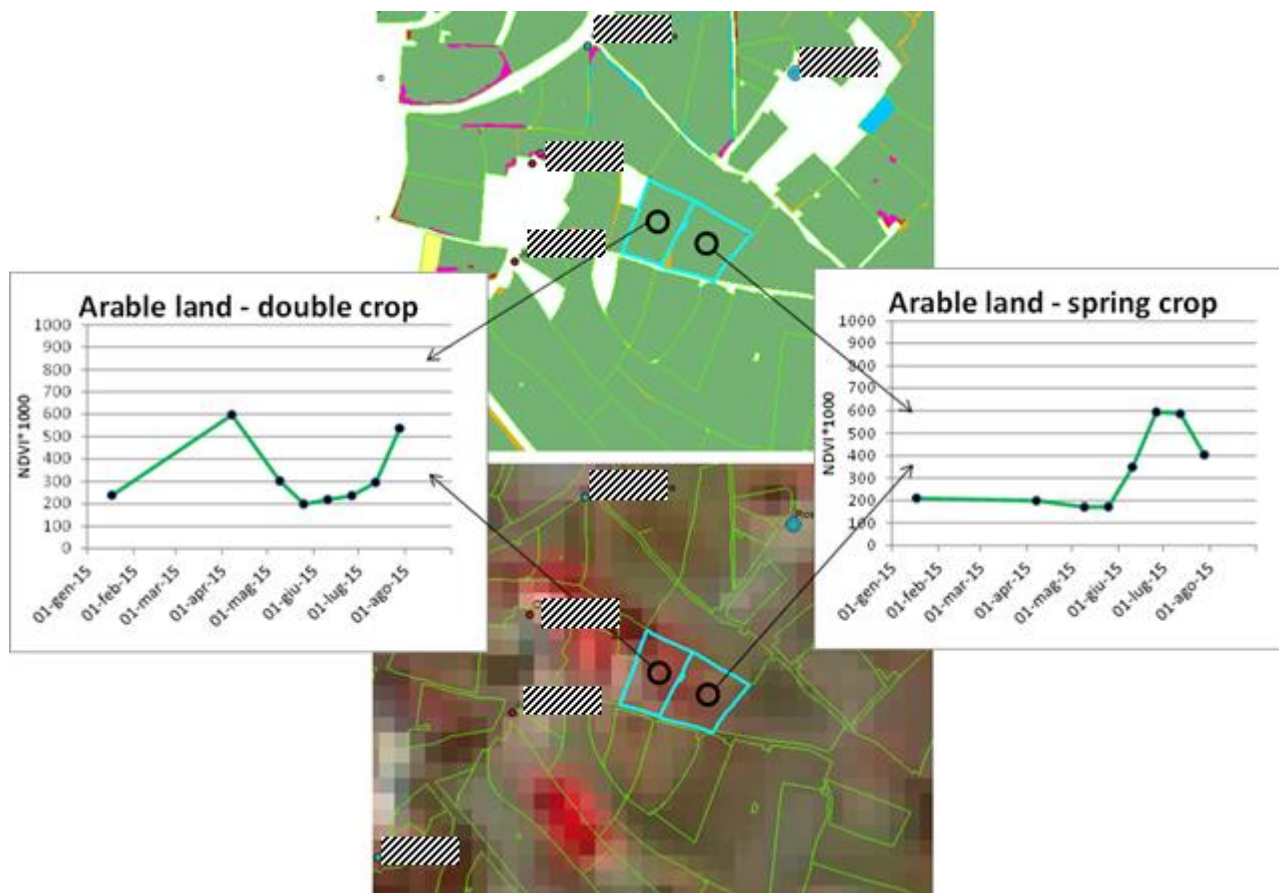 Arable land - double crop
1000
900
800
700
600
500
400
300
200
100
0
NDVI*1000
01-gen-15
01-feb-15
01-mar-15
01-apr-15
01-mag-15
01-giu-15
01-lug-15
01-ago-15
Arable land - spring crop
1000
900
800
700
600
500
400
300
200
100
0
NDVI*1000
01-gen-15
01-feb-15
01-mar-15
01-apr-15
01-mag-15
01-giu-15
01-lug-15
01-ago-15
Ros